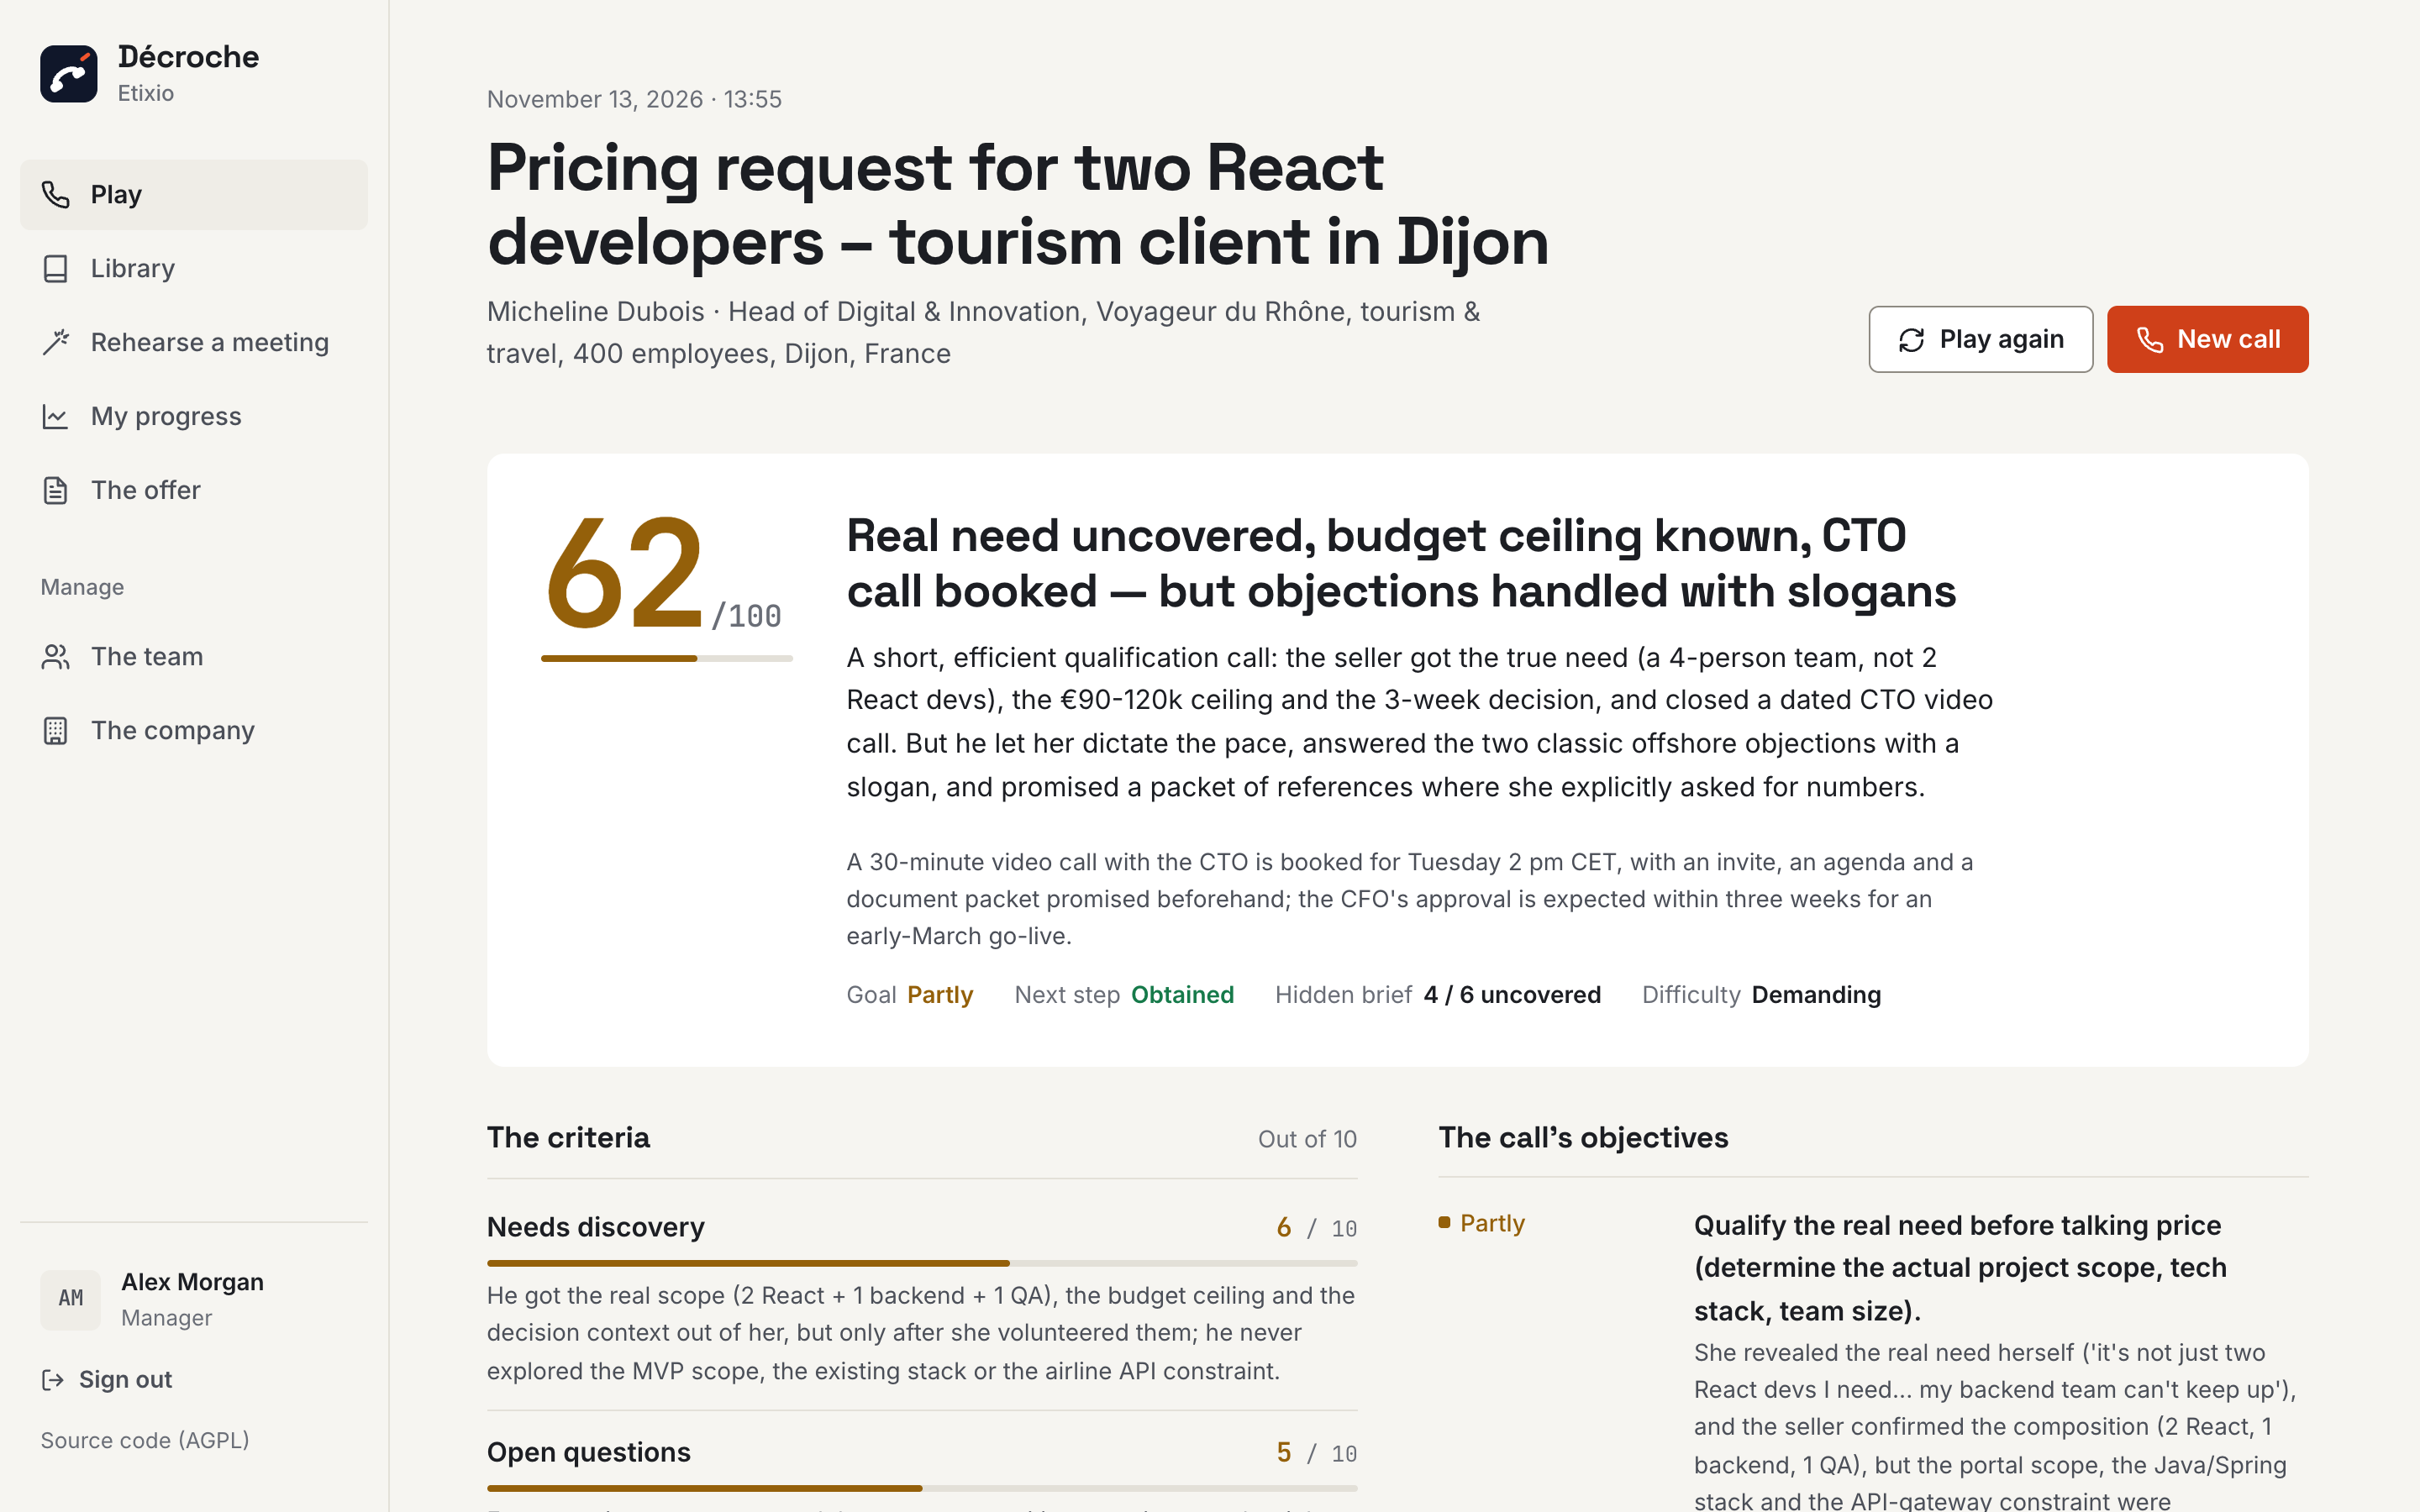 Décroche
Etixio
Play
Library
Rehearse a meeting
My progress
The offer
Manage
The team
The company
AM
Alex Morgan
Manager
Sign out
Source code (AGPL)
November 13, 2026 · 13:55
Pricing request for two React
developers – tourism client in Dijon
Micheline Dubois · Head of Digital & Innovation, Voyageur du Rhône, tourism &
travel, 400 employees, Dijon, France
Play again
New call
62/100
Real need uncovered, budget ceiling known, CTO
call booked — but objections handled with slogans
A short, efficient qualification call: the seller got the true need (a 4-person team, not 2
React devs), the €90-120k ceiling and the 3-week decision, and closed a dated CTO video
call. But he let her dictate the pace, answered the two classic offshore objections with a
slogan, and promised a packet of references where she explicitly asked for numbers.
A 30-minute video call with the CTO is booked for Tuesday 2 pm CET, with an invite, an agenda and a
document packet promised beforehand; the CFO's approval is expected within three weeks for an
early-March go-live.
Goal Partly Next step Obtained Hidden brief 4 / 6 uncovered Difficulty Demanding
The criteria
Out of 10
Needs discovery
6 / 10
He got the real scope (2 React + 1 backend + 1 QA), the budget ceiling and the
decision context out of her, but only after she volunteered them; he never
explored the MVP scope, the existing stack or the airline API constraint.
Open questions
5 / 10
The call's objectives
Partly
Qualify the real need before talking price
(determine the actual project scope, tech
stack, team size).
She revealed the real need herself ('it's not just two
React devs I need... my backend team can't keep up'),
and the seller confirmed the composition (2 React, 1
backend, 1 QA), but the portal scope, the Java/Spring
stack and the API-gateway constraint were